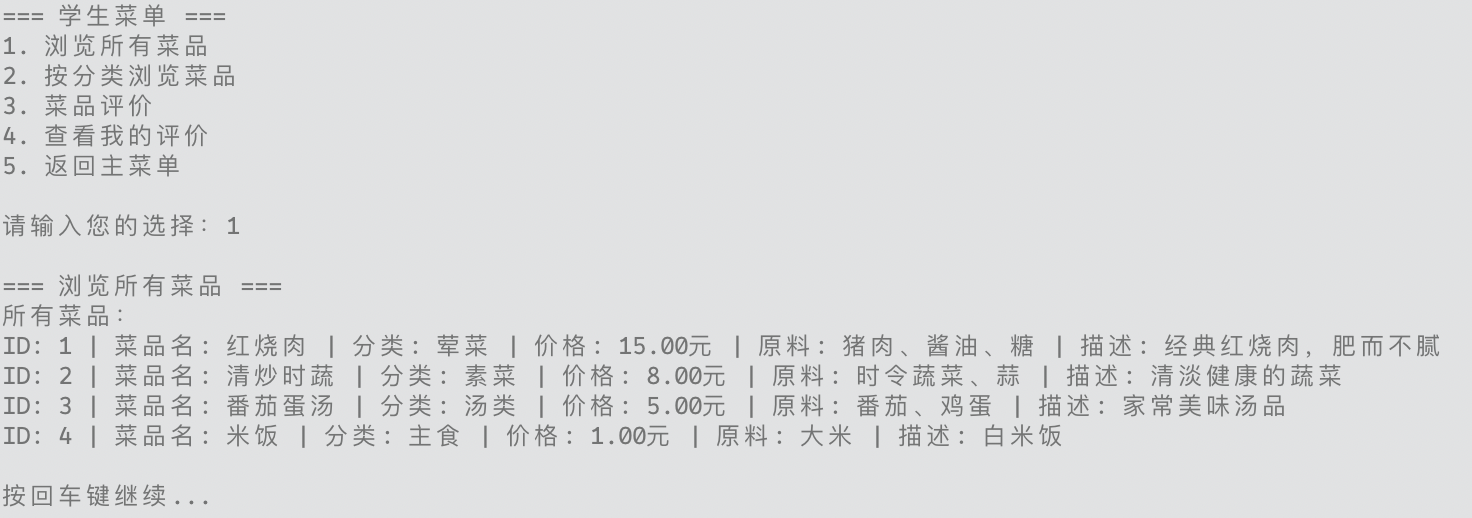 === 学生菜单 ===
1. 浏览所有菜品
2. 按分类浏览菜品
3. 菜品评价
4. 查看我的评价
5. 返回主菜单
请输入您的选择: 1
=== 浏览所有菜品 ===
所有菜品:
ID: 1 | 菜品名: 红烧肉 | 分类: 荤菜 | 价格: 15.00元 | 原料: 猪肉、酱油、糖 | 描述: 经典红烧肉, 肥而不腻
ID: 2 | 菜品名: 清炒时蔬 | 分类: 素菜 | 价格: 8.00元 | 原料: 时令蔬菜、蒜 | 描述: 清淡健康的蔬菜
ID: 3 | 菜品名: 番茄蛋汤 | 分类: 汤类 | 价格: 5.00元 | 原料: 番茄、鸡蛋 | 描述: 家常美味汤品
ID: 4 | 菜品名: 米饭 | 分类: 主食 | 价格: 1.00元 | 原料: 大米 | 描述: 白米饭
按回车键继续...